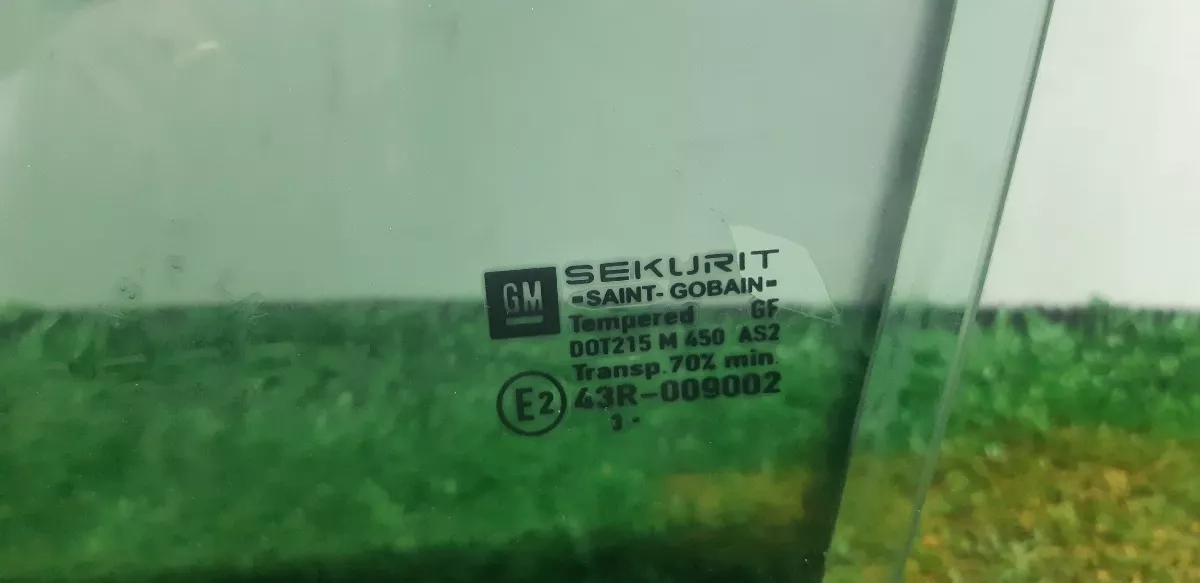 GM
SEKURIT
-SAINT-GOBAIN-
Tempered GF
DOT215 M 450 AS2
Transp.70% min.
E2 43R-009002